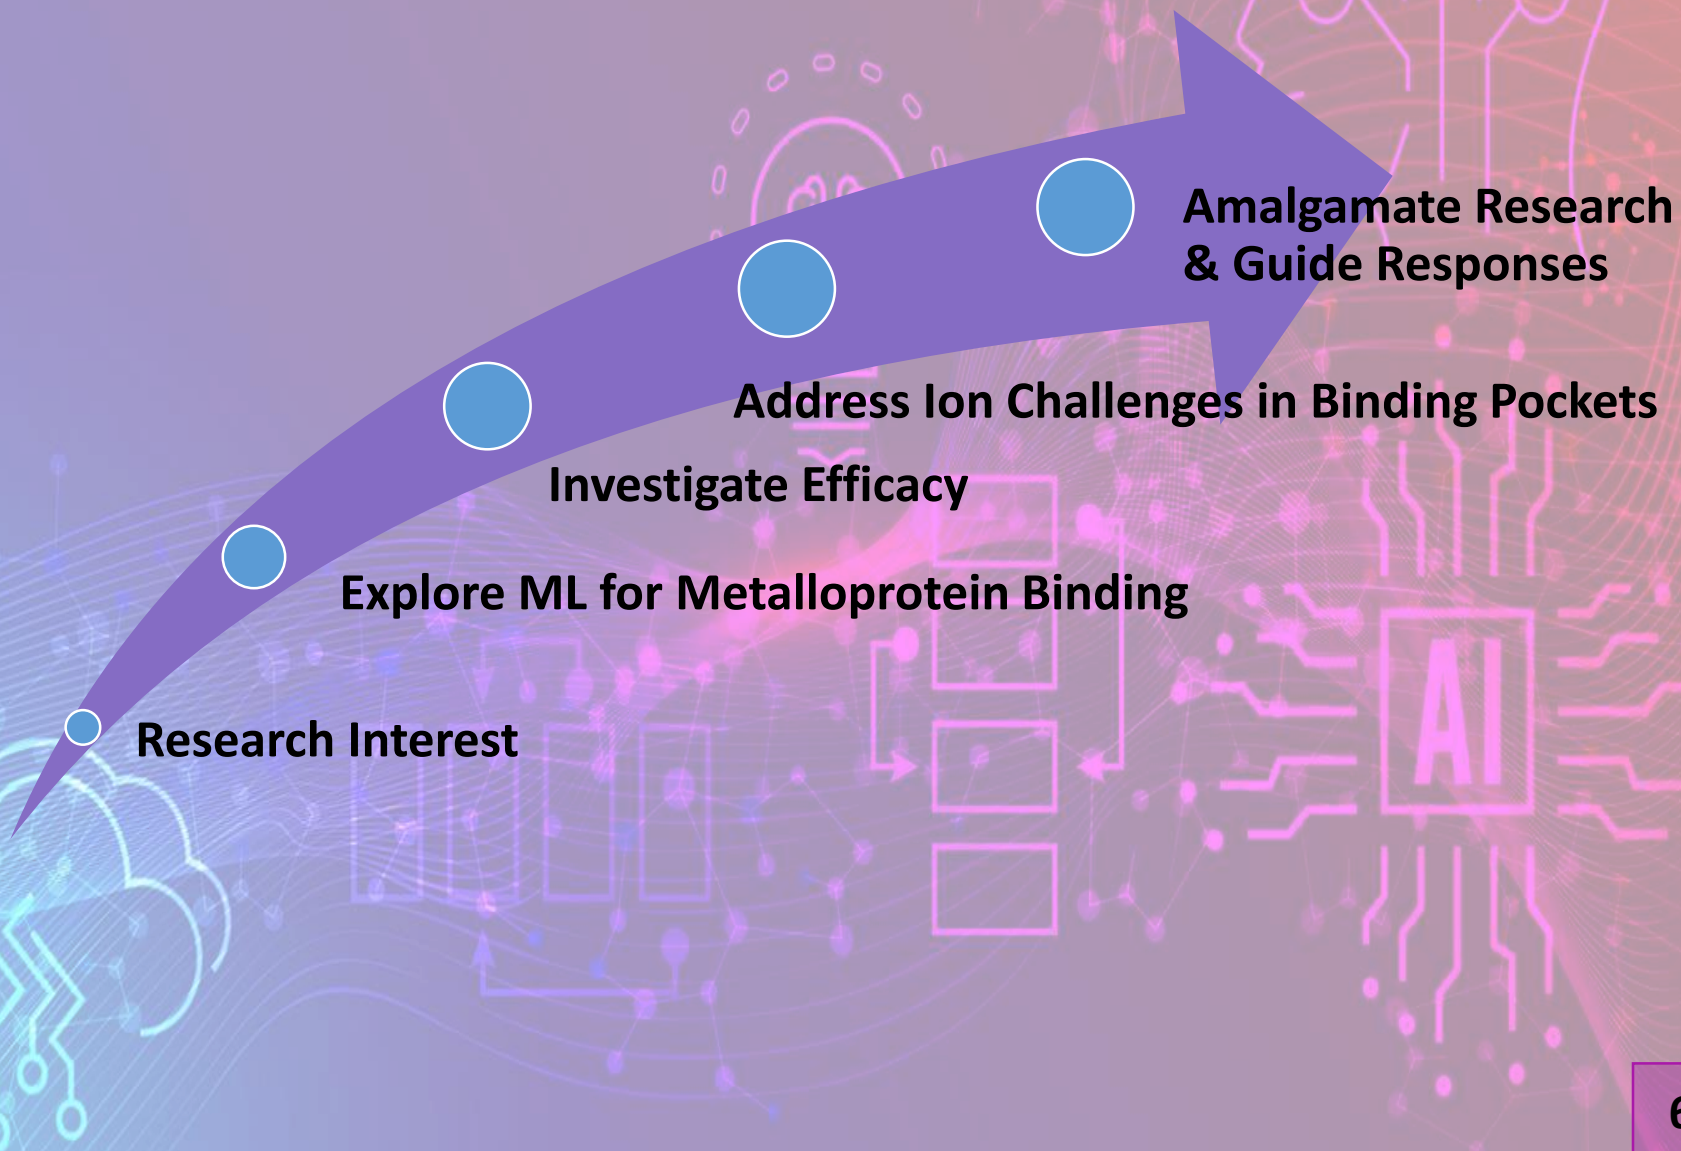 Amalgamate Research
& Guide Responses
Address Ion Challenges in Binding Pockets
Investigate Efficacy
Explore ML for Metalloprotein Binding
Research Interest
AI
6